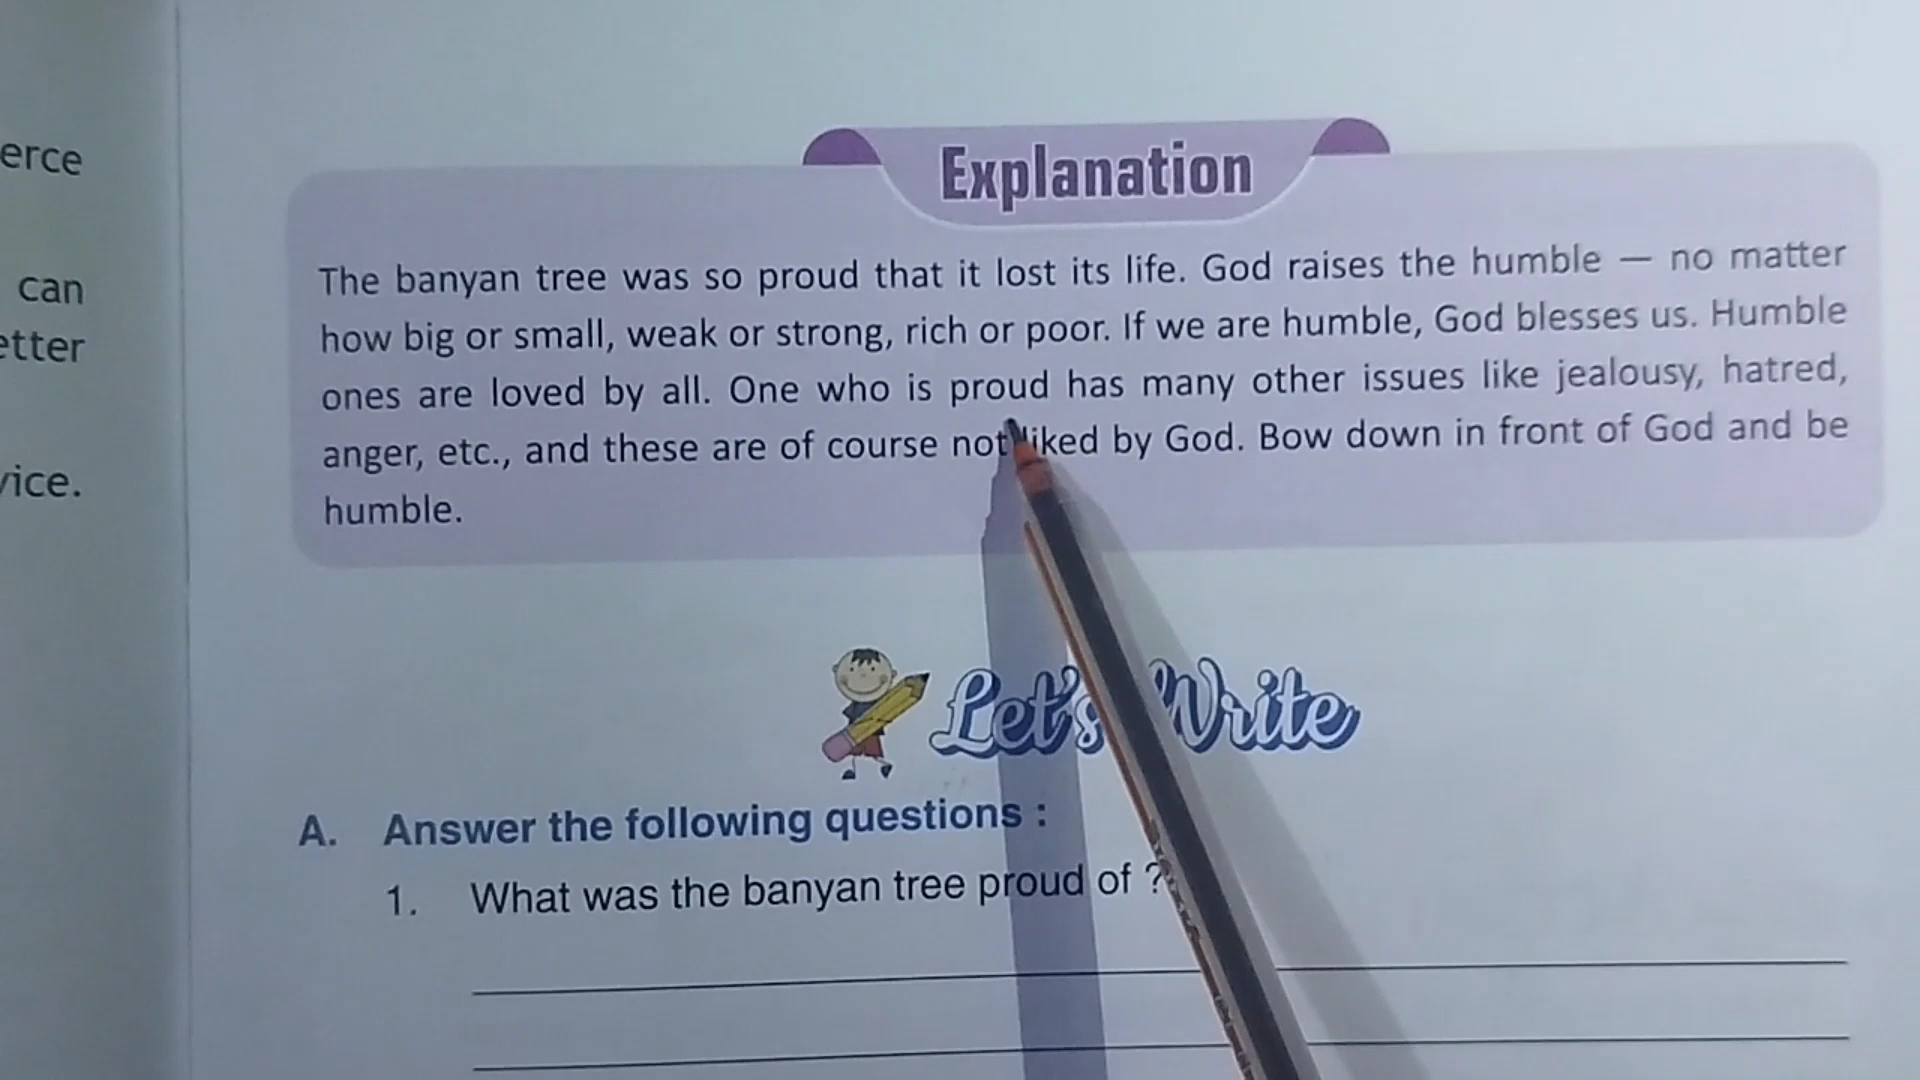 erce
can
etter
vice.
Explanation
The banyan tree was so proud that it lost its life. God raises the humble — no matter
how big or small, weak or strong, rich or poor. If we are humble, God blesses us. Humble
ones are loved by all. One who is proud has many other issues like jealousy, hatred,
anger, etc., and these are of course not liked by God. Bow down in front of God and be
humble.
Let's Write
A. Answer the following questions :
1. What was the banyan tree proud of ?